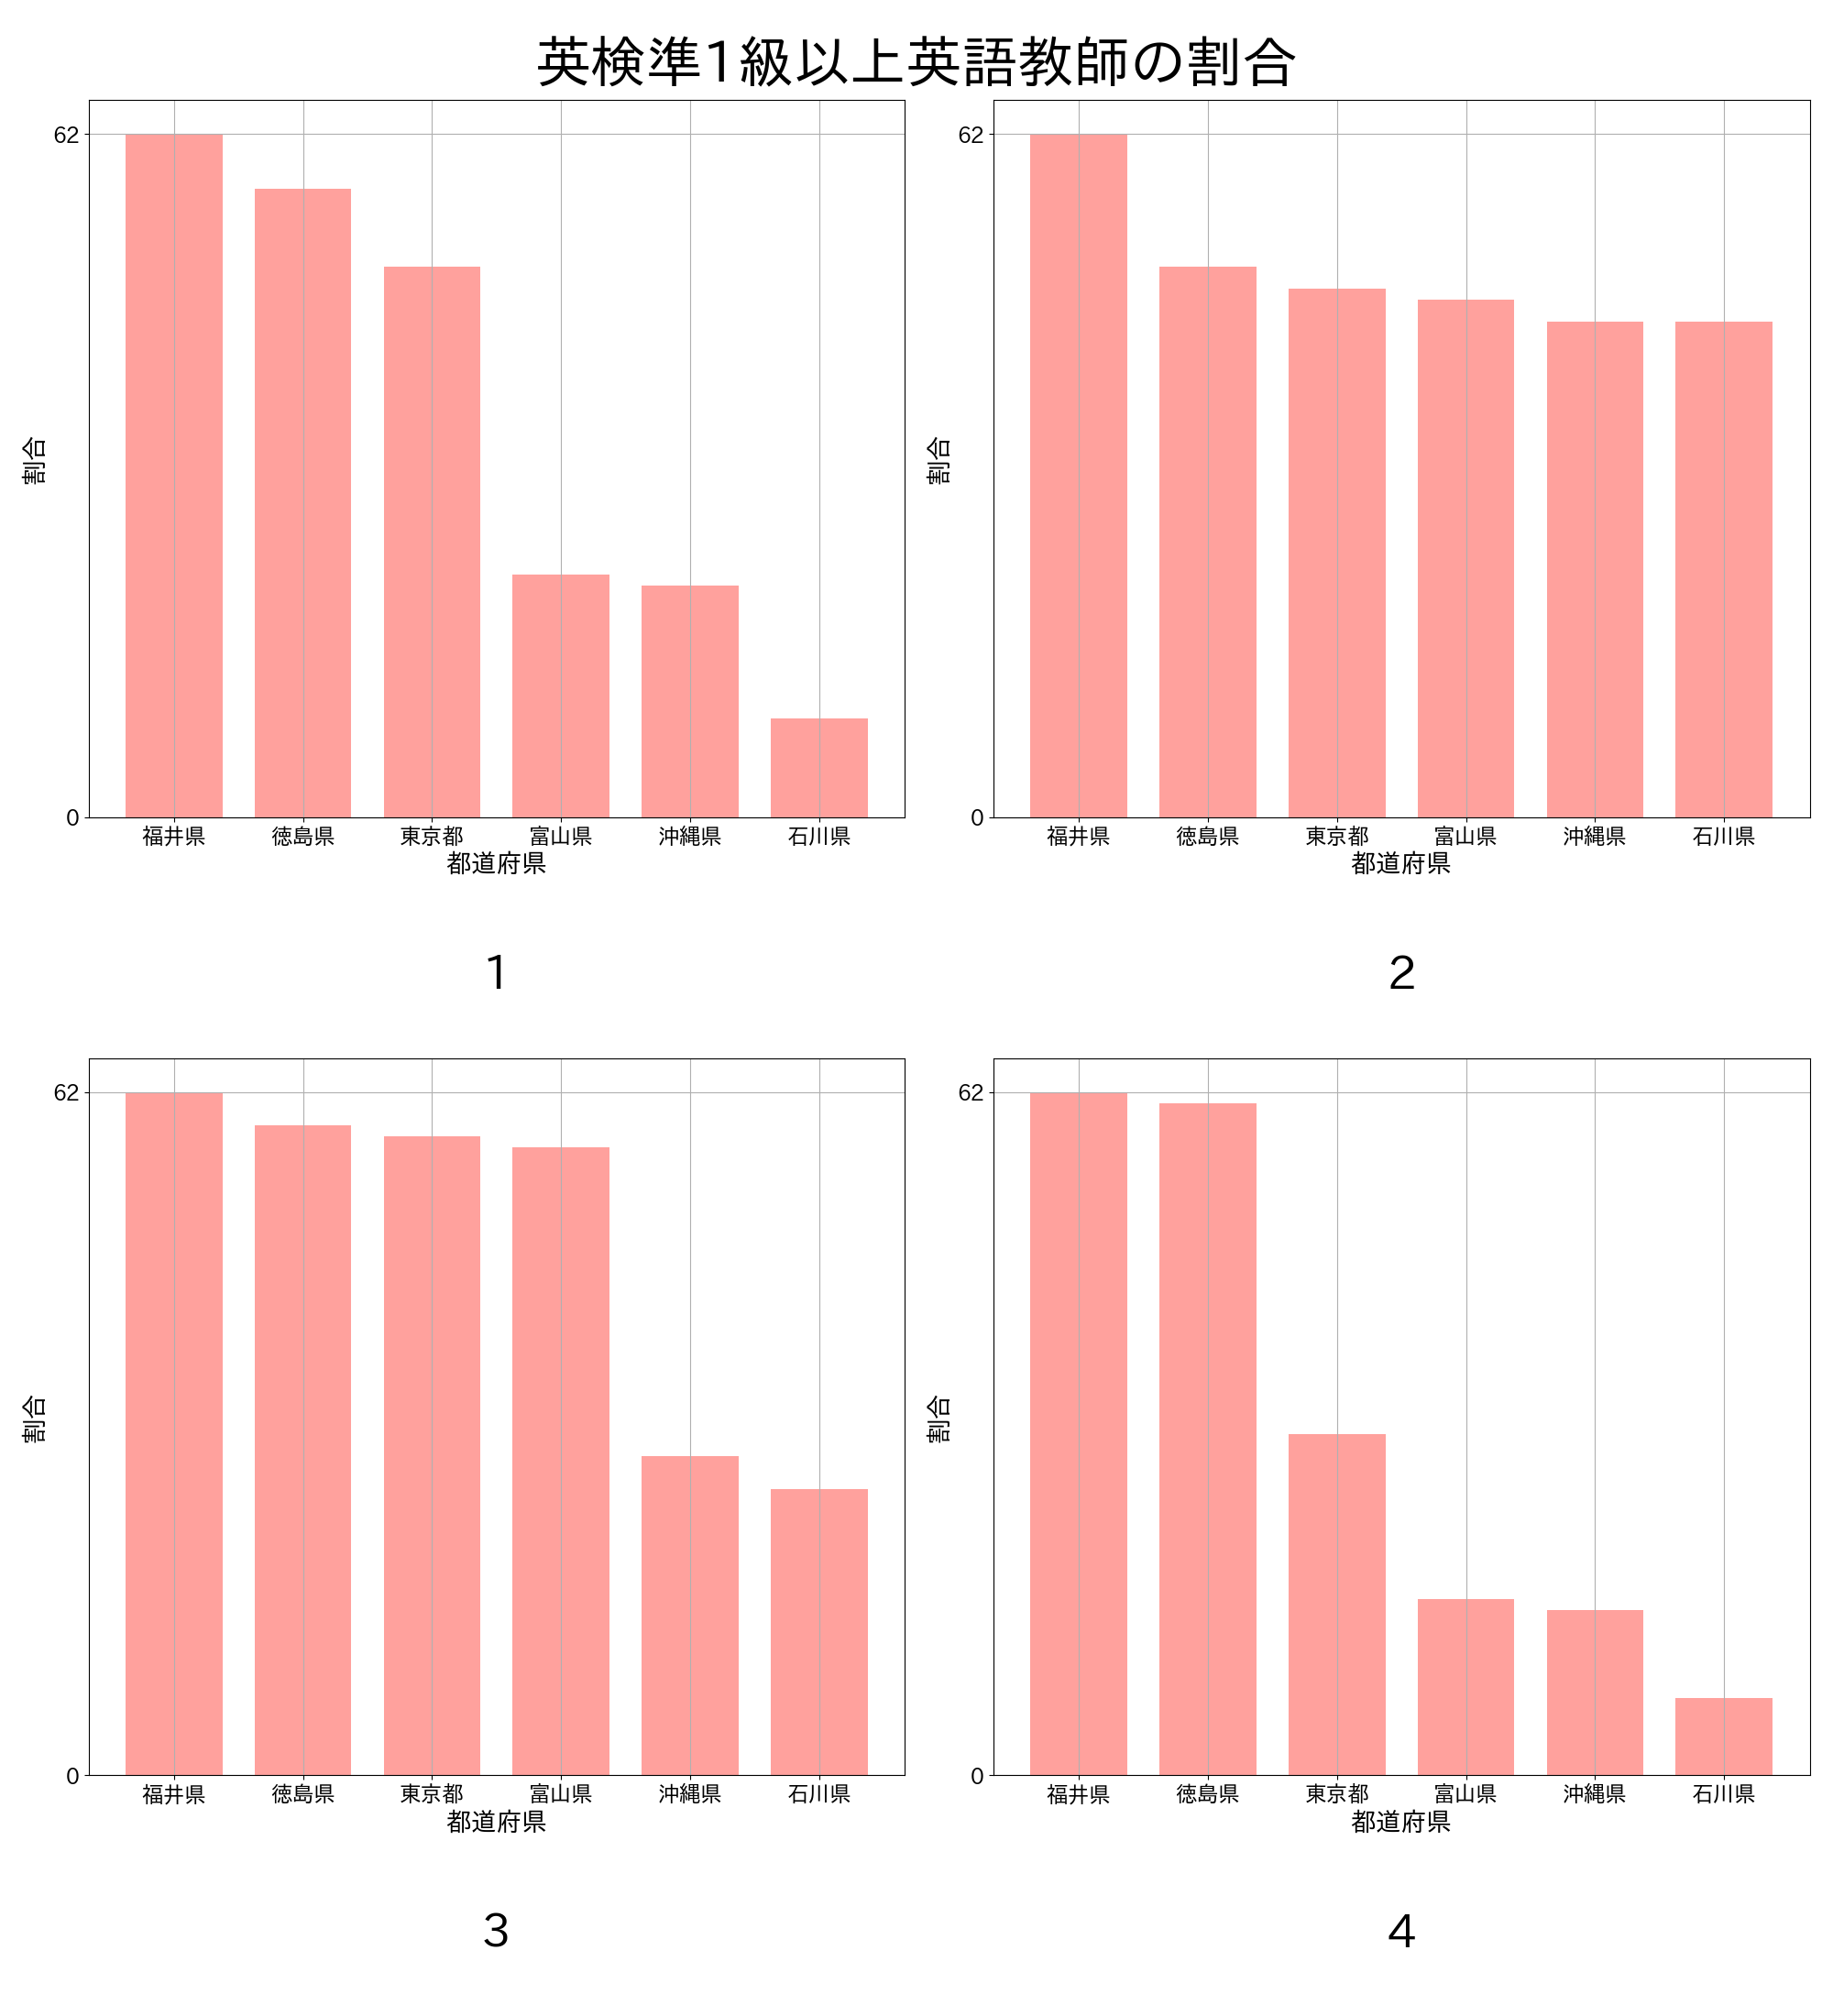 英検準1級以上英語教師の割合
62
0
割合
福井県 徳島県 東京都 富山県 沖縄県 石川県
都道府県
1
62
0
割合
福井県 徳島県 東京都 富山県 沖縄県 石川県
都道府県
2
62
0
割合
福井県 徳島県 東京都 富山県 沖縄県 石川県
都道府県
3
62
0
割合
福井県 徳島県 東京都 富山県 沖縄県 石川県
都道府県
4